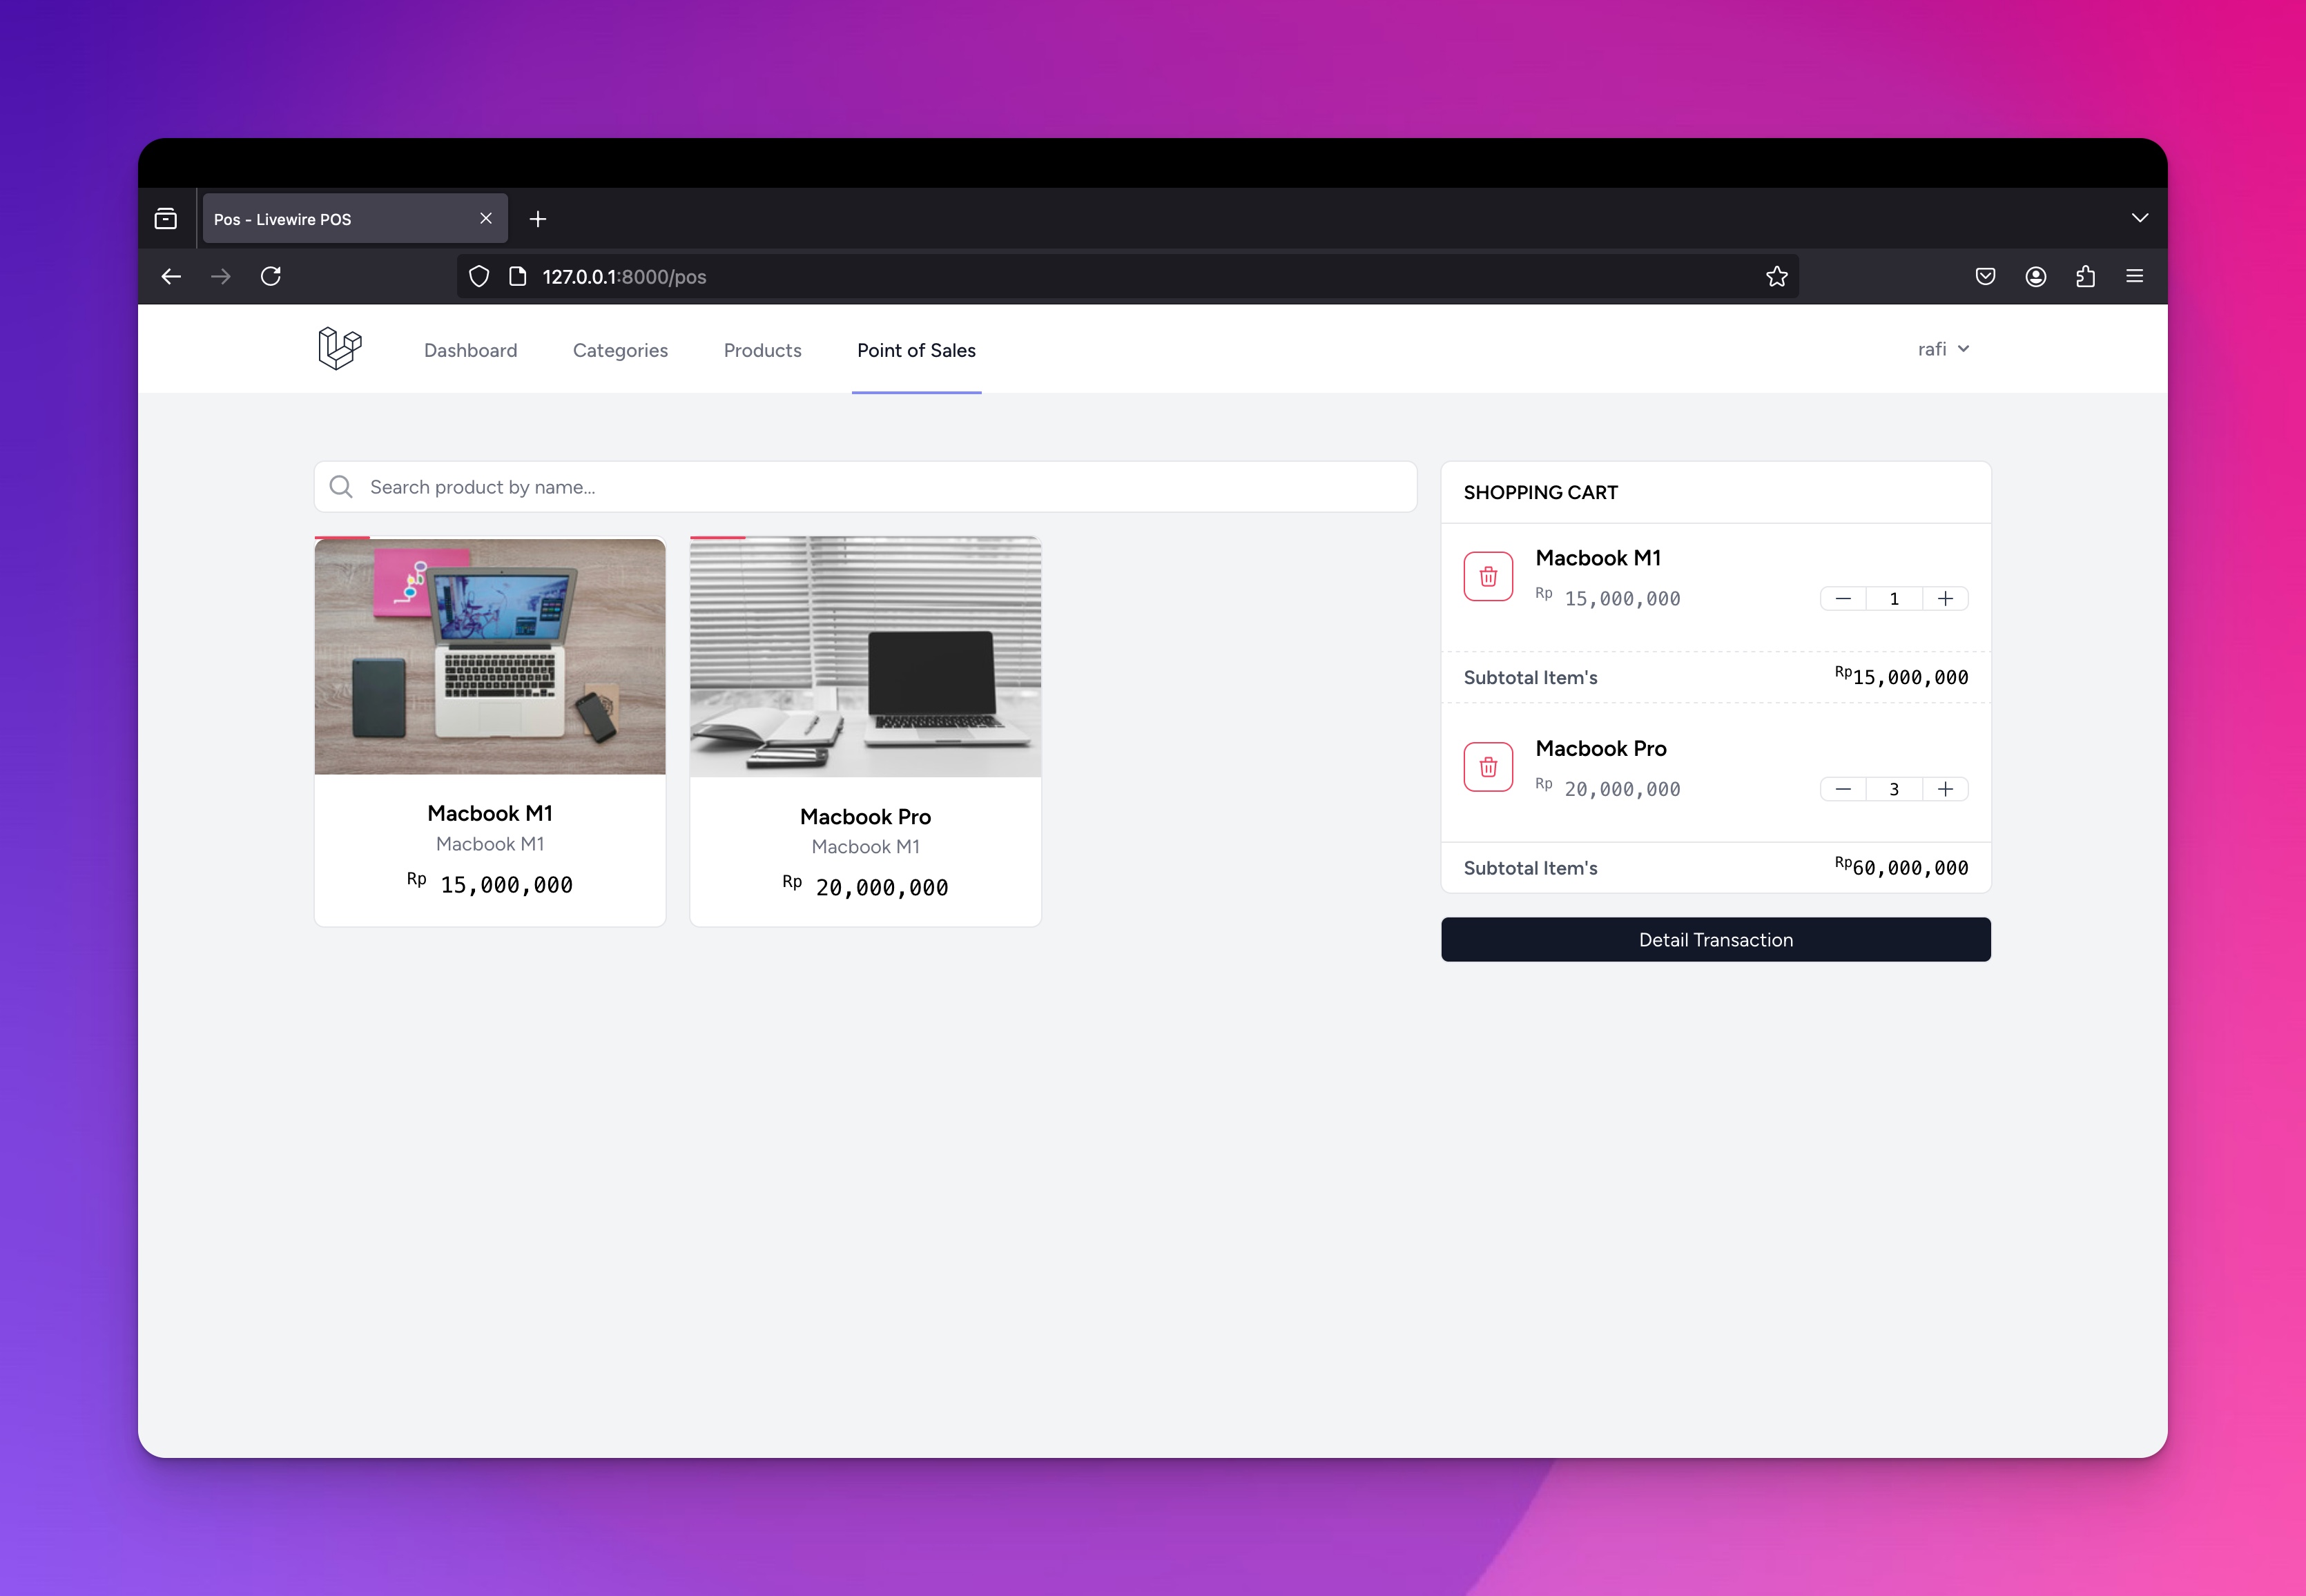 Pos - Livewire POS
127.0.0.1:8000/pos
Dashboard Categories Products Point of Sales rafi
Search product by name...
Macbook M1
Macbook M1
Rp 15,000,000
Macbook Pro
Macbook M1
Rp 20,000,000
SHOPPING CART
Macbook M1
Rp 15,000,000 1
Subtotal Item's Rp15,000,000
Macbook Pro
Rp 20,000,000 3
Subtotal Item's Rp60,000,000
Detail Transaction